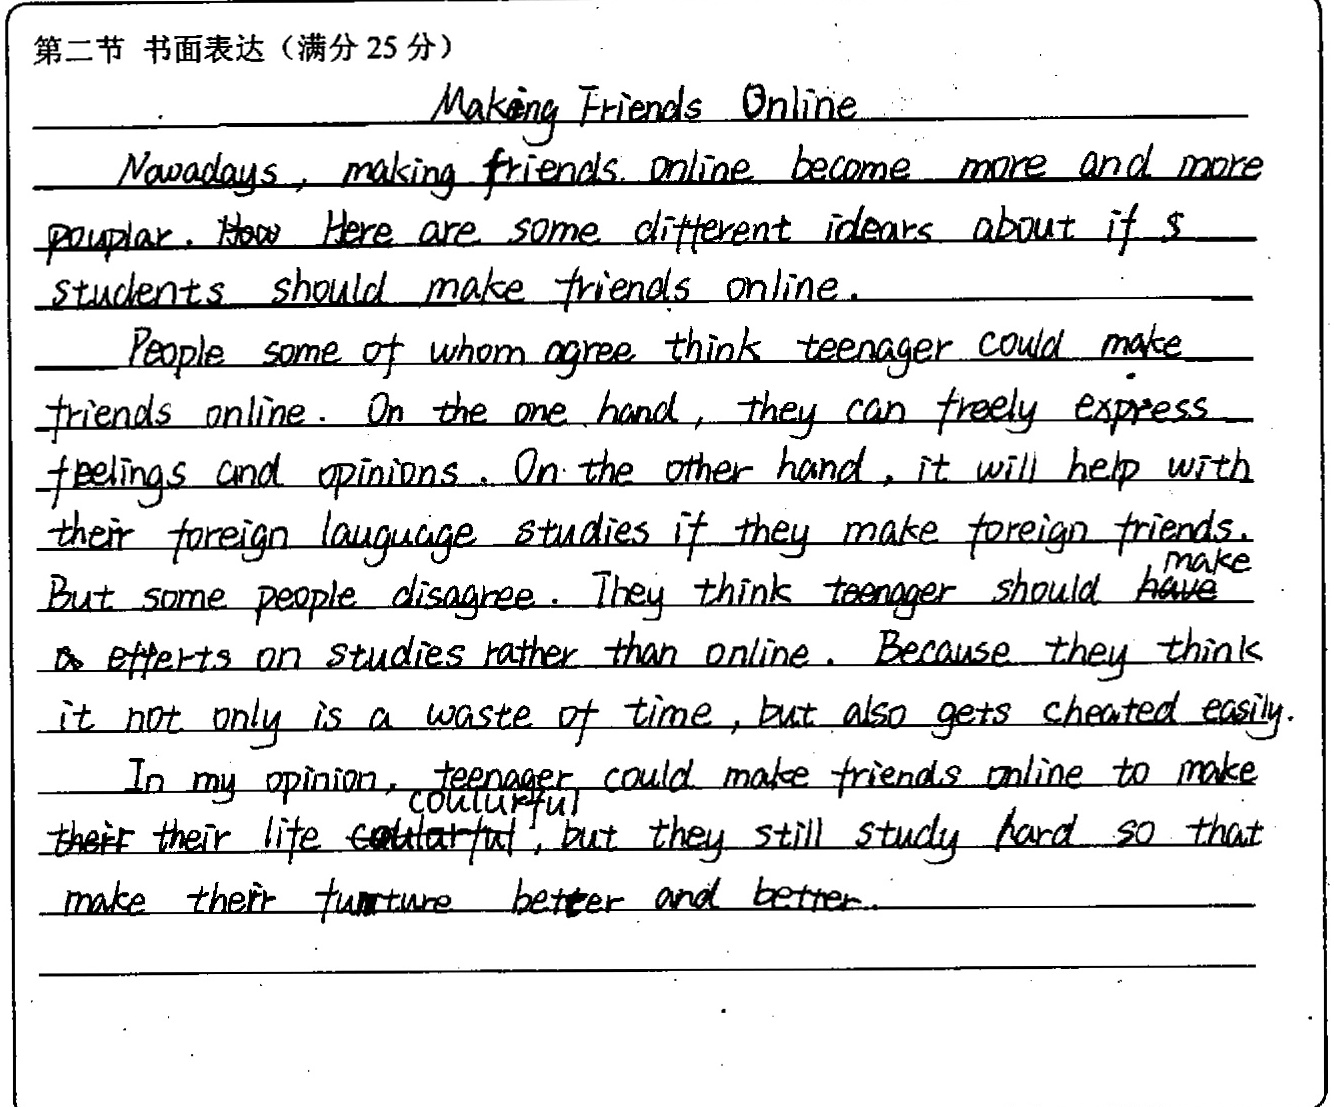 第二节 书面表达（满分 25 分）
Making Friends Online
Nowadays, making friends online become more and more
pouplar. How Here are some different idears about if s
students should make friends online.
People some of whom agree think teenager could make
friends online. On the one hand, they can freely express
feelings and opinions. On the other hand, it will help with
their foreign lauguage studies if they make foreign friends.
make
But some people disagree. They think teenager should have
efferts on studies rather than online. Because they think
it not only is a waste of time, but also gets cheated easily.
In my opinion, teenager could make friends online to make
coulurful
their their life , but they still study hard so that
make their furture better and better.